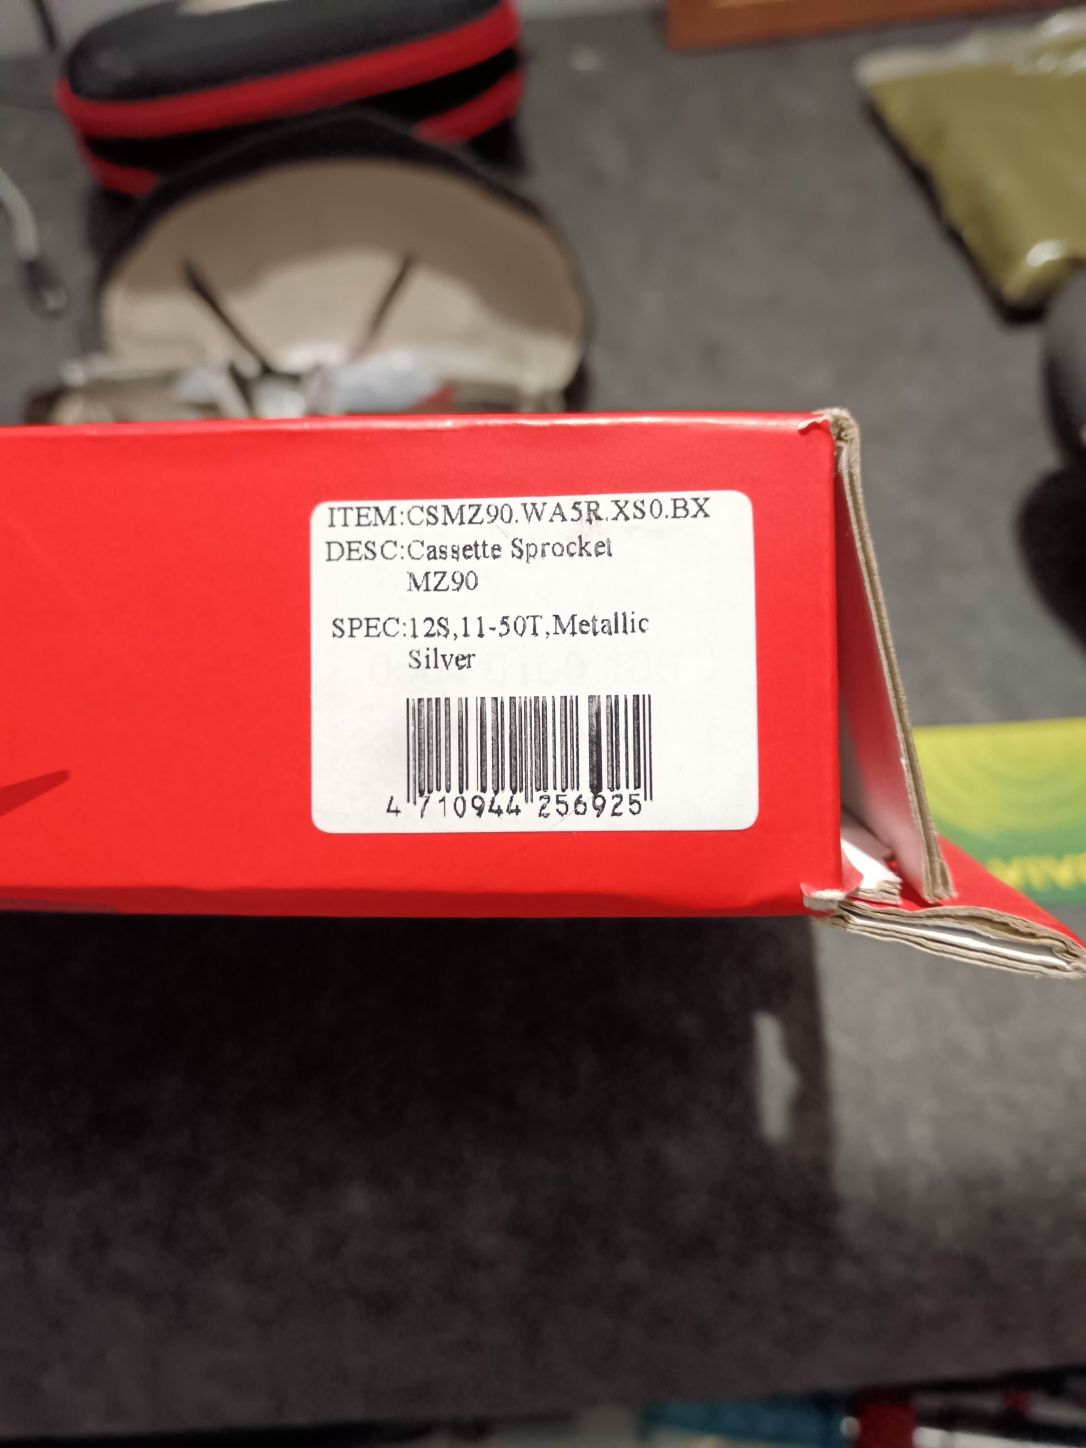 ITEM:CSMZ90.WA5R.XS0.BX
DESC:Cassette Sprocket
MZ90
SPEC:12S,11-50T,Metallic
Silver
4 710944 256925